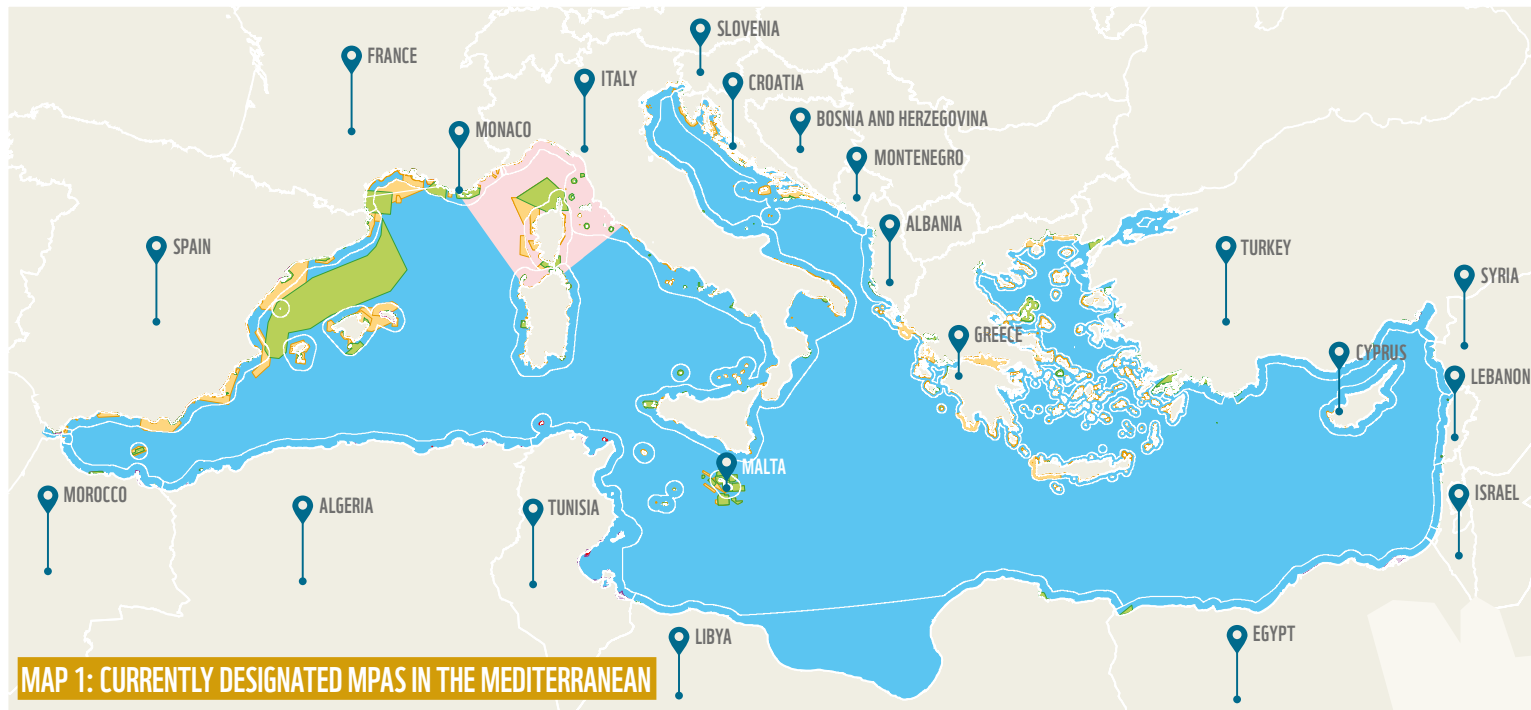 SLOVENIA
FRANCE
ITALY
CROATIA
BOSNIA AND HERZEGOVINA
MONACO
MONTENEGRO
ALBANIA
SPAIN
TURKEY
SYRIA
GREECE
CYPRUS
LEBANON
MALTA
MOROCCO
ALGERIA
TUNISIA
ISRAEL
LIBYA
EGYPT
MAP 1: CURRENTLY DESIGNATED MPAS IN THE MEDITERRANEAN